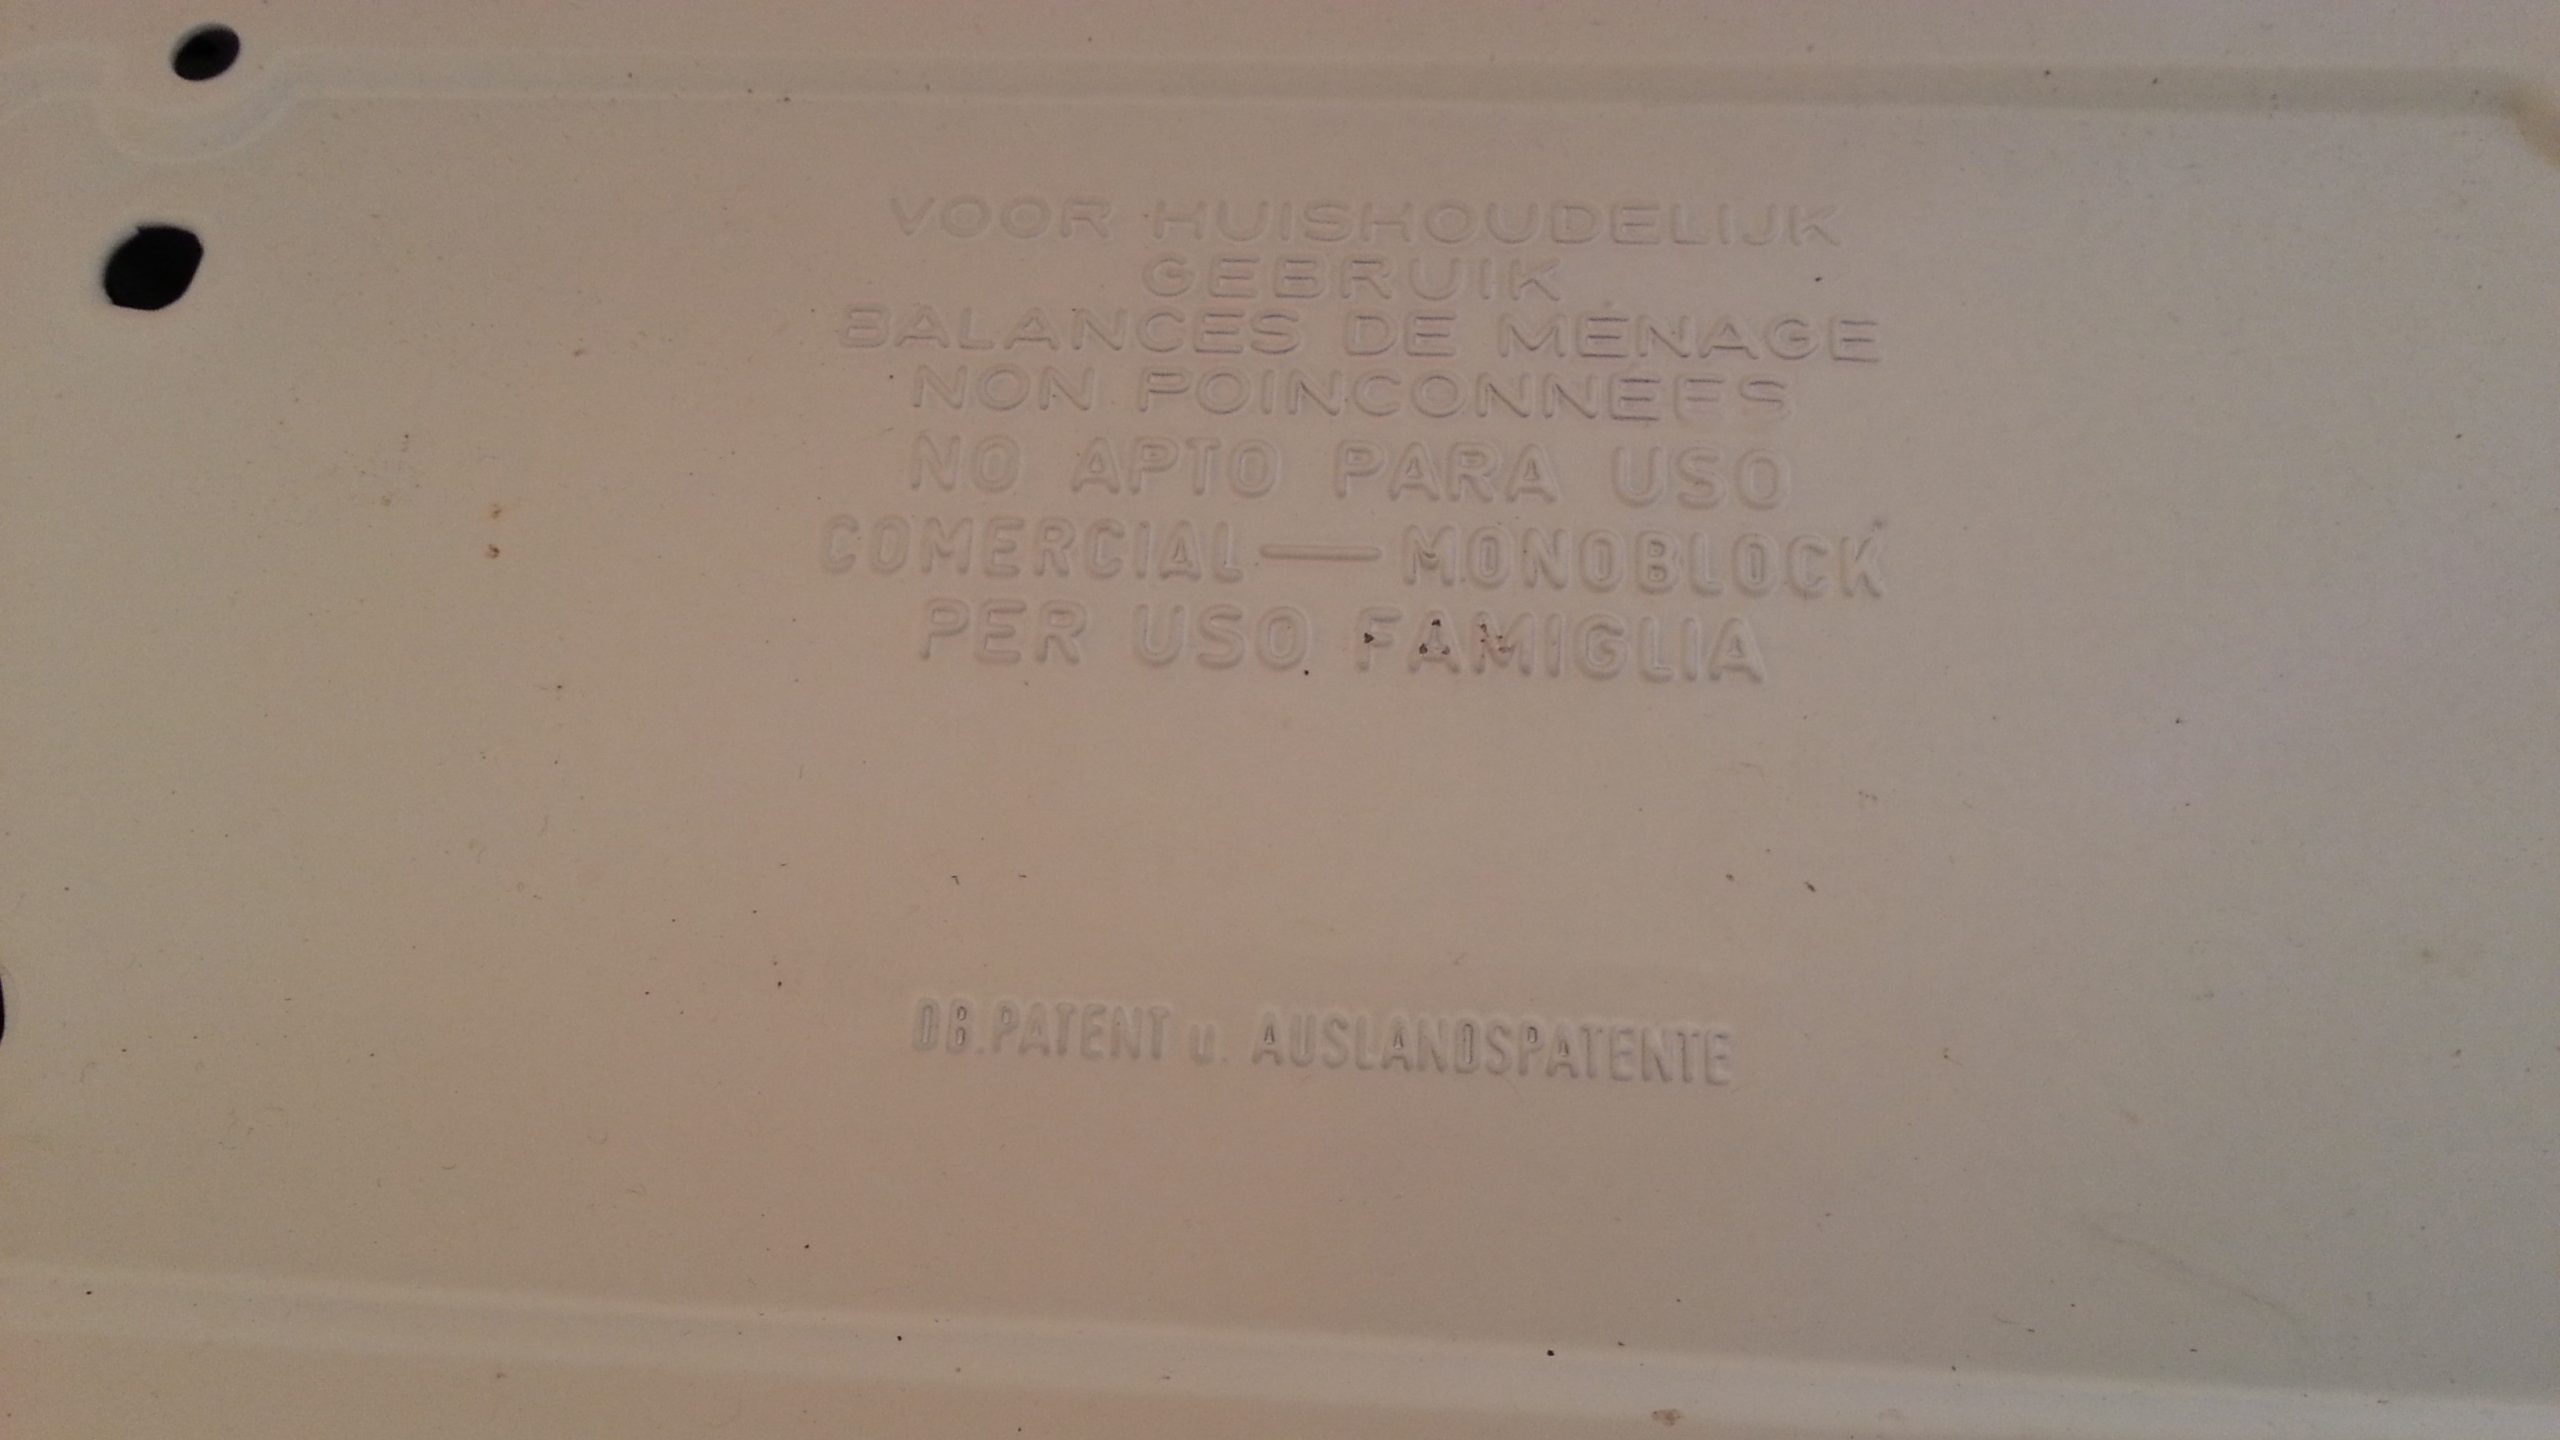 VOOR HUISHOUDELIJK
GEBRUIK
BALANCES DE MÉNAGE
NON POINCONNEFS
NO APTO PARA USO
COMERCIAL — MONOBLOCK
PER USO FAMIGLIA
DB.PATENT u. AUSLANDSPATENTE